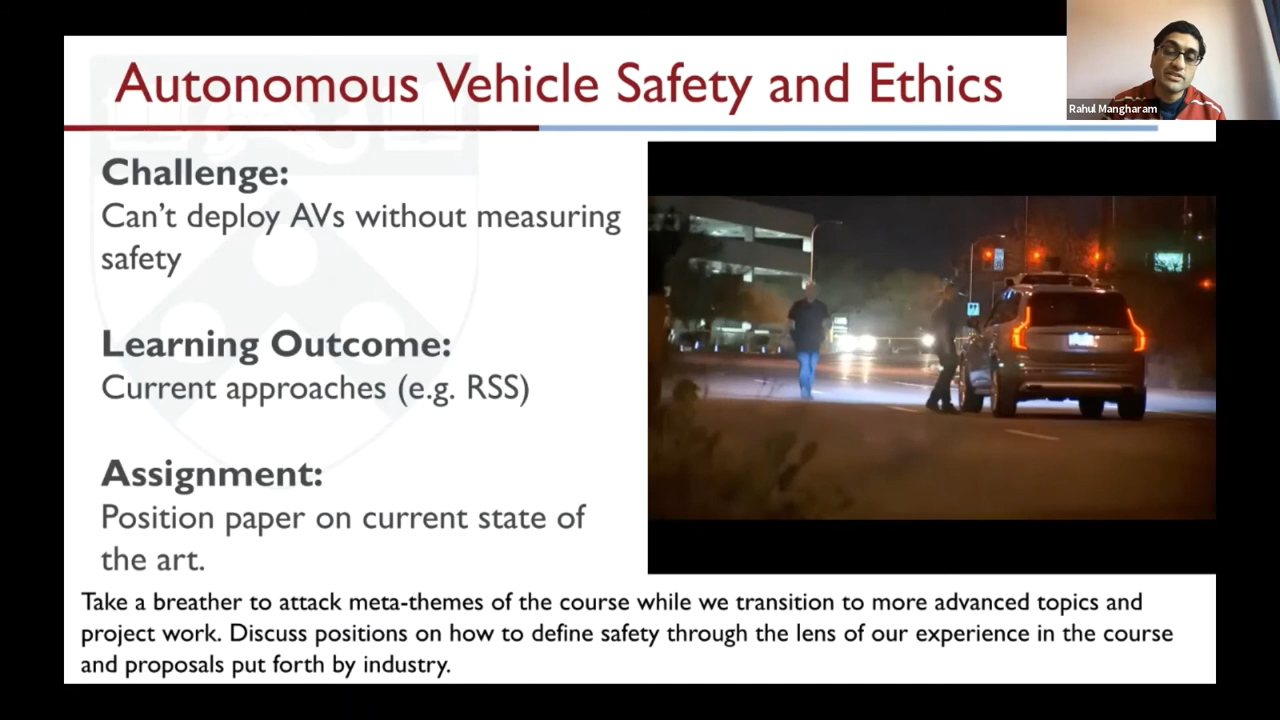 Autonomous Vehicle Safety and Ethics
Rahul Mangharam
Challenge:
Can't deploy AVs without measuring
safety
Learning Outcome:
Current approaches (e.g. RSS)
Assignment:
Position paper on current state of
the art.
Take a breather to attack meta-themes of the course while we transition to more advanced topics and
project work. Discuss positions on how to define safety through the lens of our experience in the course
and proposals put forth by industry.